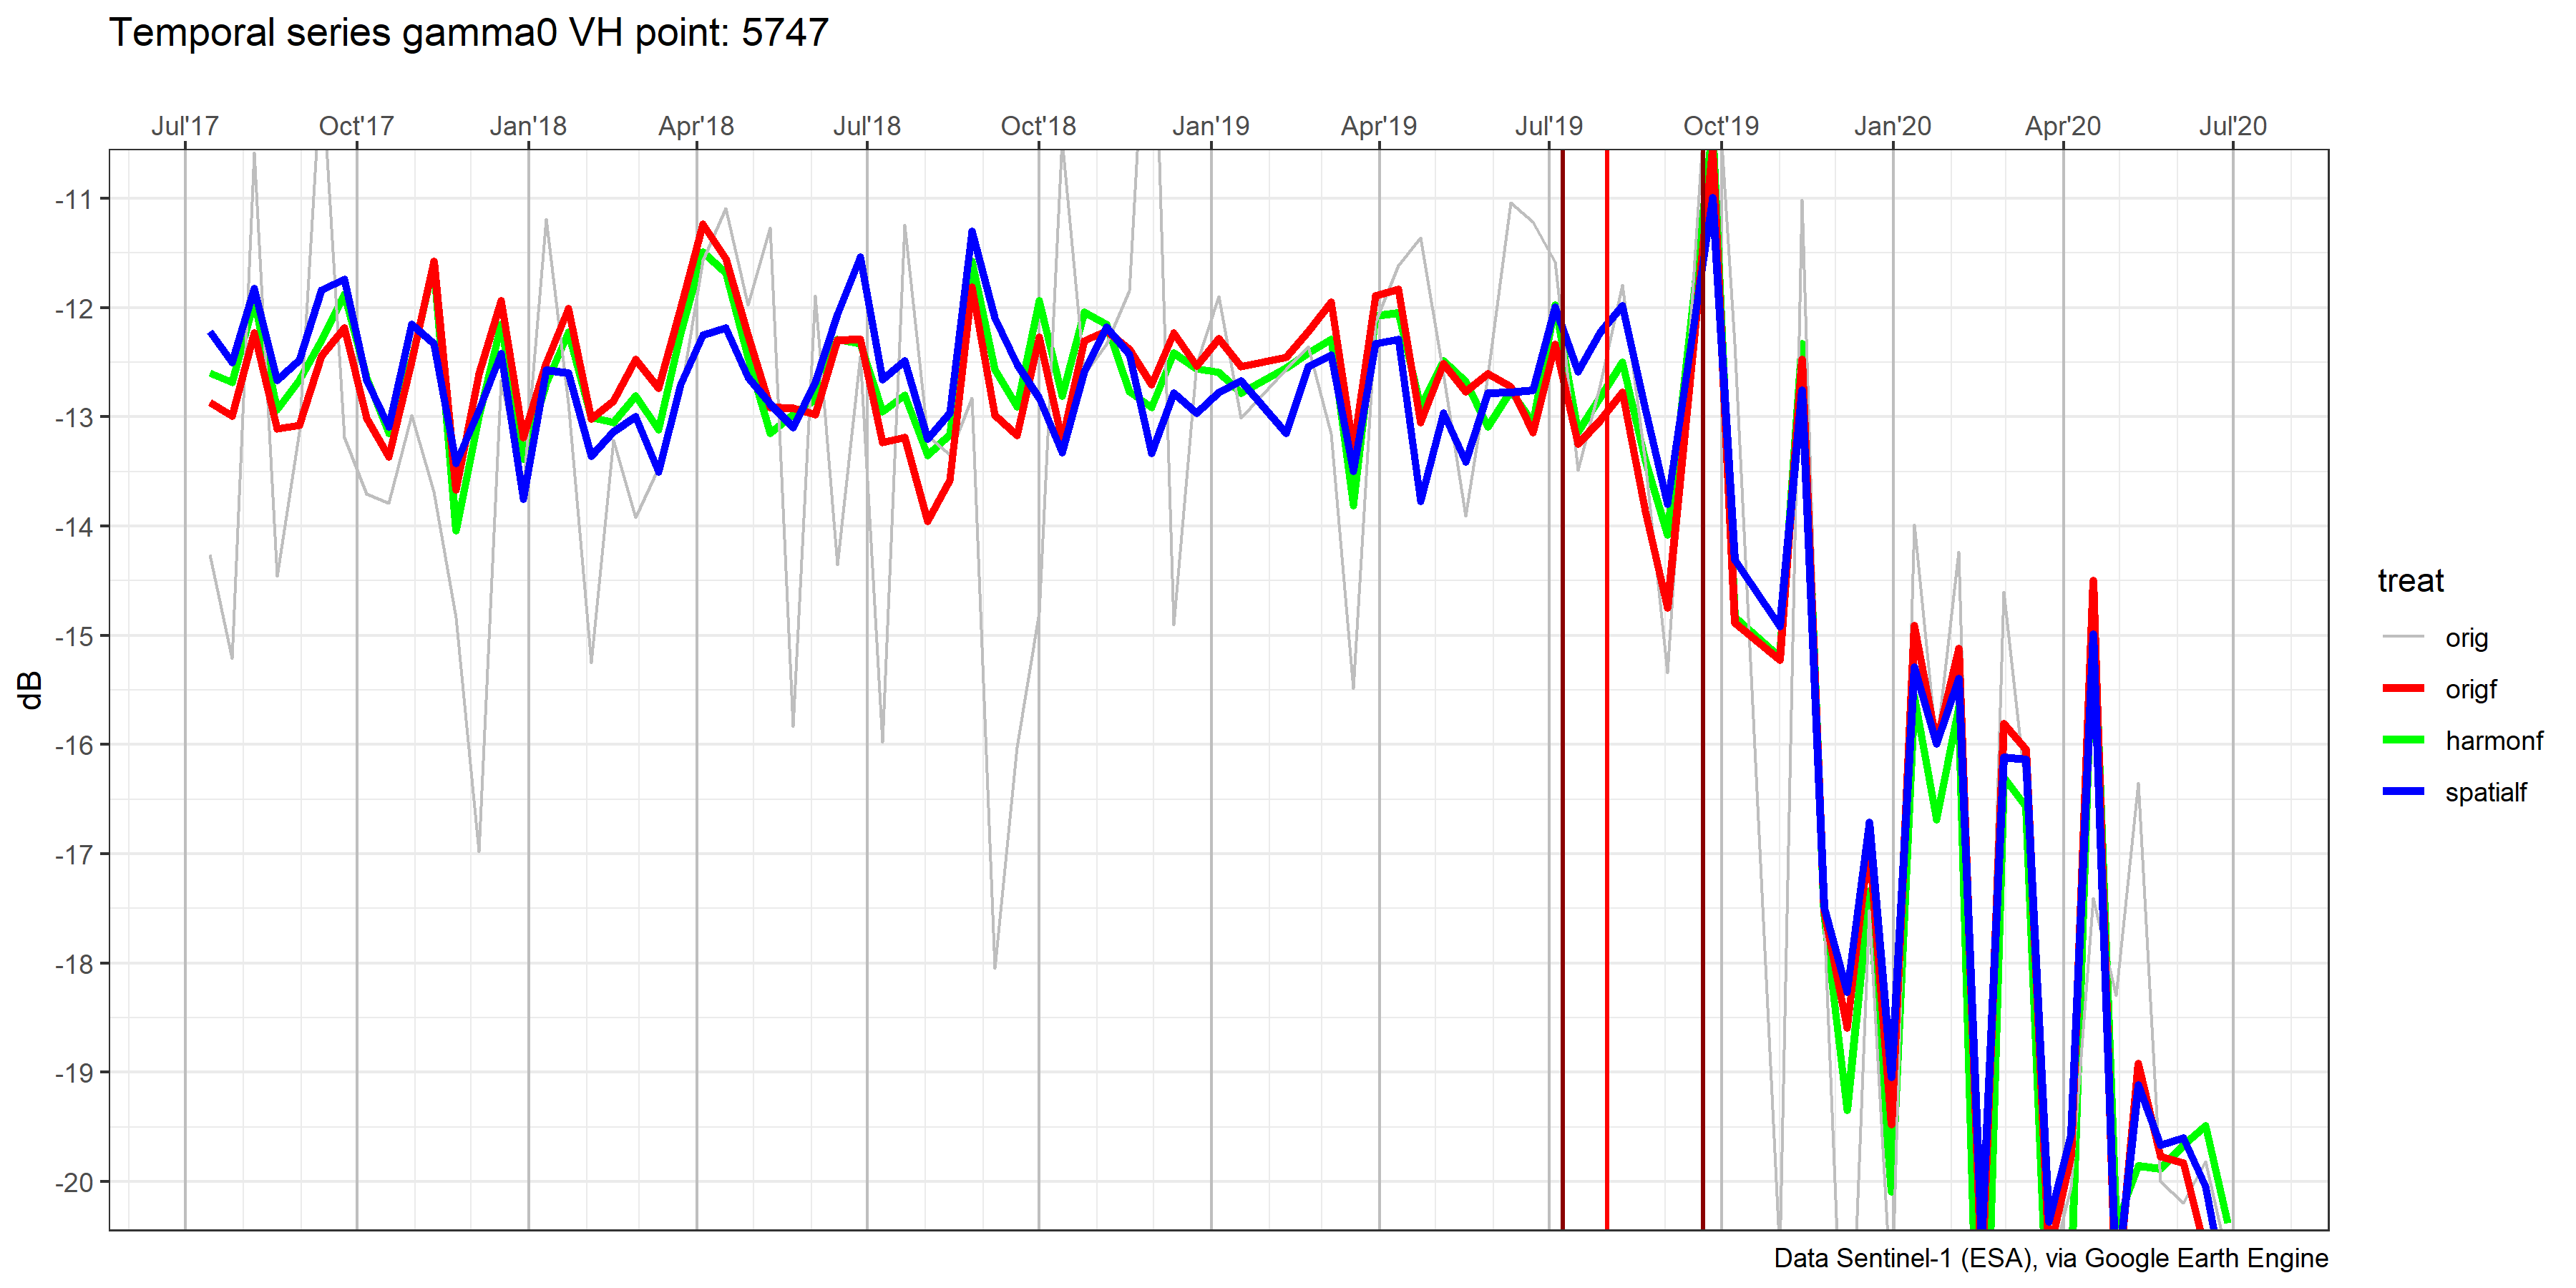 Temporal series gamma0 VH point: 5747
Jul'17 Oct'17 Jan'18 Apr'18 Jul'18 Oct'18 Jan'19 Apr'19 Jul'19 Oct'19 Jan'20 Apr'20 Jul'20
-11
-12
-13
-14
-15
-16
-17
-18
-19
-20
dB
treat
orig
origf
harmonf
spatialf
Data Sentinel-1 (ESA), via Google Earth Engine